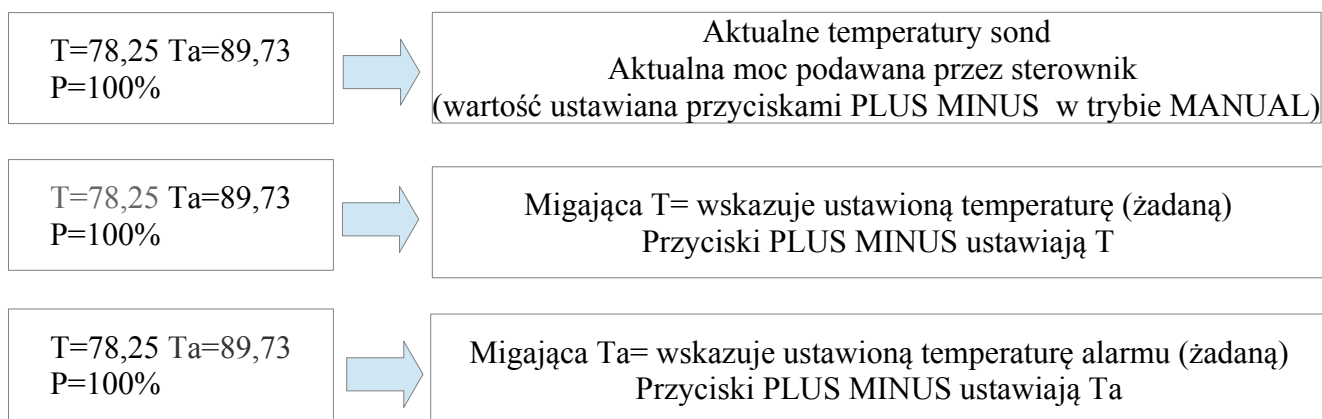 T=78,25 Ta=89,73
P=100%
Aktualne temperatury sond
Aktualna moc podawana przez sterownik
(wartość ustawiana przyciskami PLUS MINUS w trybie MANUAL)
T=78,25 Ta=89,73
P=100%
Migająca T= wskazuje ustawioną temperaturę (żadaną)
Przyciski PLUS MINUS ustawiają T
T=78,25 Ta=89,73
P=100%
Migająca Ta= wskazuje ustawioną temperaturę alarmu (żadaną)
Przyciski PLUS MINUS ustawiają Ta